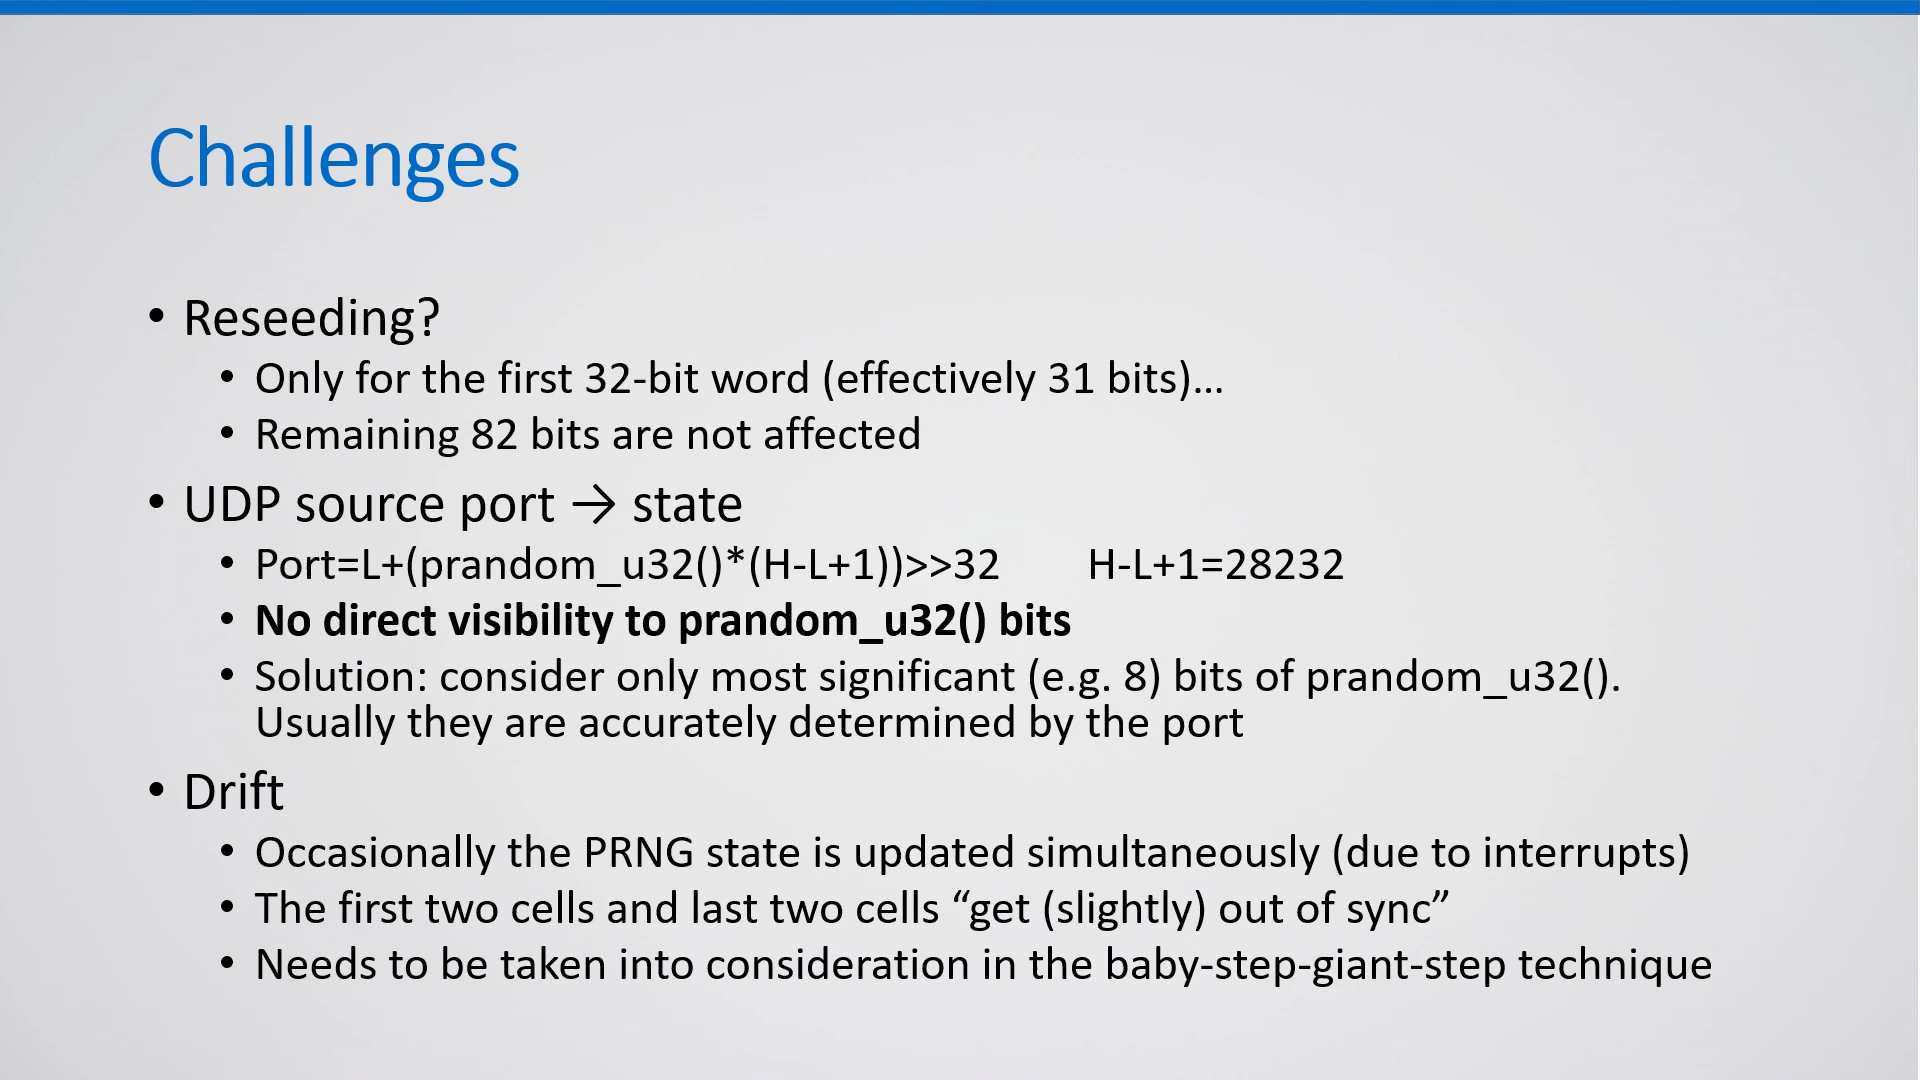 Challenges
• Reseeding?
• Only for the first 32-bit word (effectively 31 bits)…
• Remaining 82 bits are not affected
• UDP source port → state
• Port=L+(prandom_u32()*(H-L+1))>>32 H-L+1=28232
• No direct visibility to prandom_u32() bits
• Solution: consider only most significant (e.g. 8) bits of prandom_u32().
Usually they are accurately determined by the port
• Drift
• Occasionally the PRNG state is updated simultaneously (due to interrupts)
• The first two cells and last two cells “get (slightly) out of sync”
• Needs to be taken into consideration in the baby-step-giant-step technique